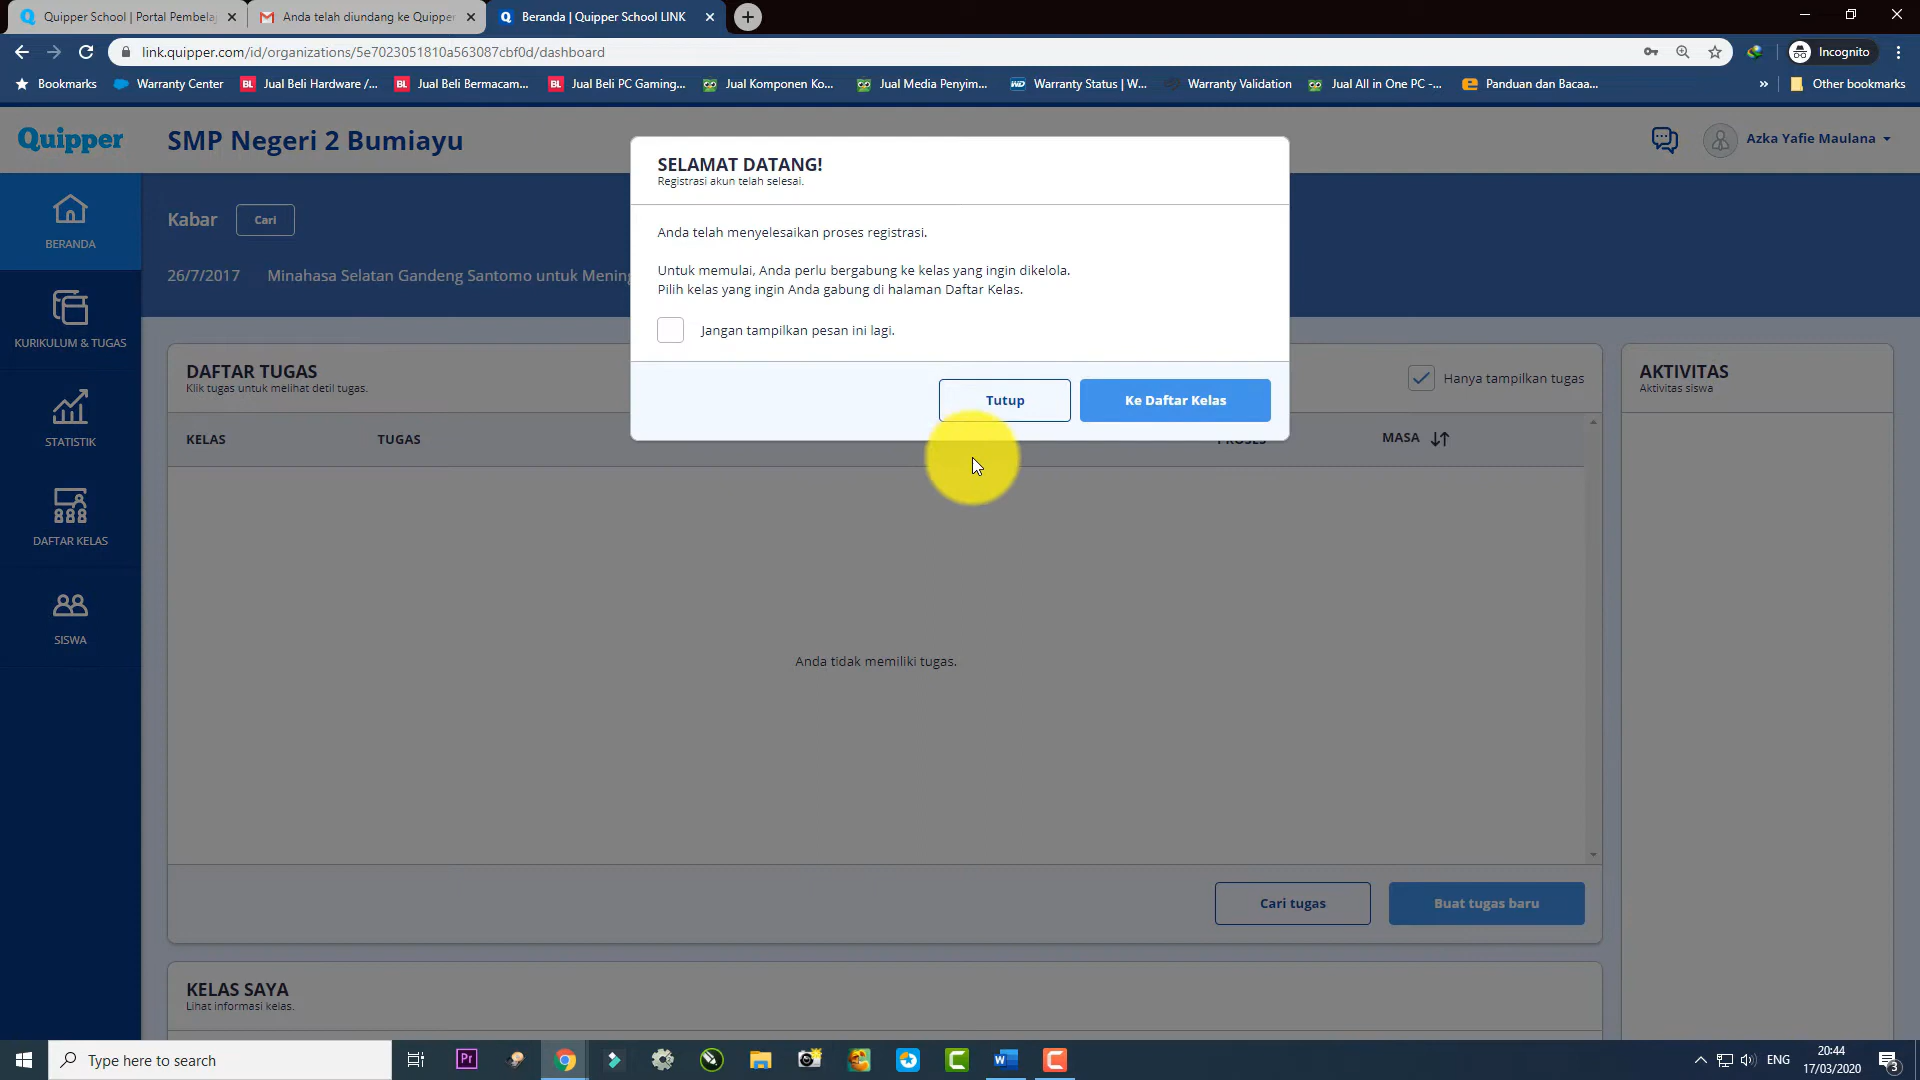 Quipper School | Portal Pembela
Anda telah diundang ke Quipper
Beranda | Quipper School LINK
link.quipper.com/id/organizations/5e7023051810a563087cbf0d/dashboard
Incognito
Bookmarks
Warranty Center
BL Jual Beli Hardware /...
BL Jual Beli Bermacam...
BL Jual Beli PC Gaming...
Jual Komponen Ko...
Jual Media Penyim...
Warranty Status | W...
Warranty Validation
Jual All in One PC -...
Panduan dan Bacaa...
Other bookmarks
Quipper
SMP Negeri 2 Bumiayu
Azka Yafie Maulana
BERANDA
KURIKULUM & TUGAS
STATISTIK
DAFTAR KELAS
SISWA
Kabar
Cari
26/7/2017 Minahasa Selatan Gandeng Santomo untuk Mening
SELAMAT DATANG!
Registrasi akun telah selesai.
Anda telah menyelesaikan proses registrasi.
Untuk memulai, Anda perlu bergabung ke kelas yang ingin dikelola.
Pilih kelas yang ingin Anda gabung di halaman Daftar Kelas.
Jangan tampilkan pesan ini lagi.
Tutup
Ke Daftar Kelas
DAFTAR TUGAS
Klik tugas untuk melihat detil tugas.
Hanya tampilkan tugas
KELAS
TUGAS
PROSES
MASA
Anda tidak memiliki tugas.
Cari tugas
Buat tugas baru
AKTIVITAS
Aktivitas siswa
KELAS SAYA
Lihat informasi kelas.
Type here to search
Pr
ENG
20:44
17/03/2020
3